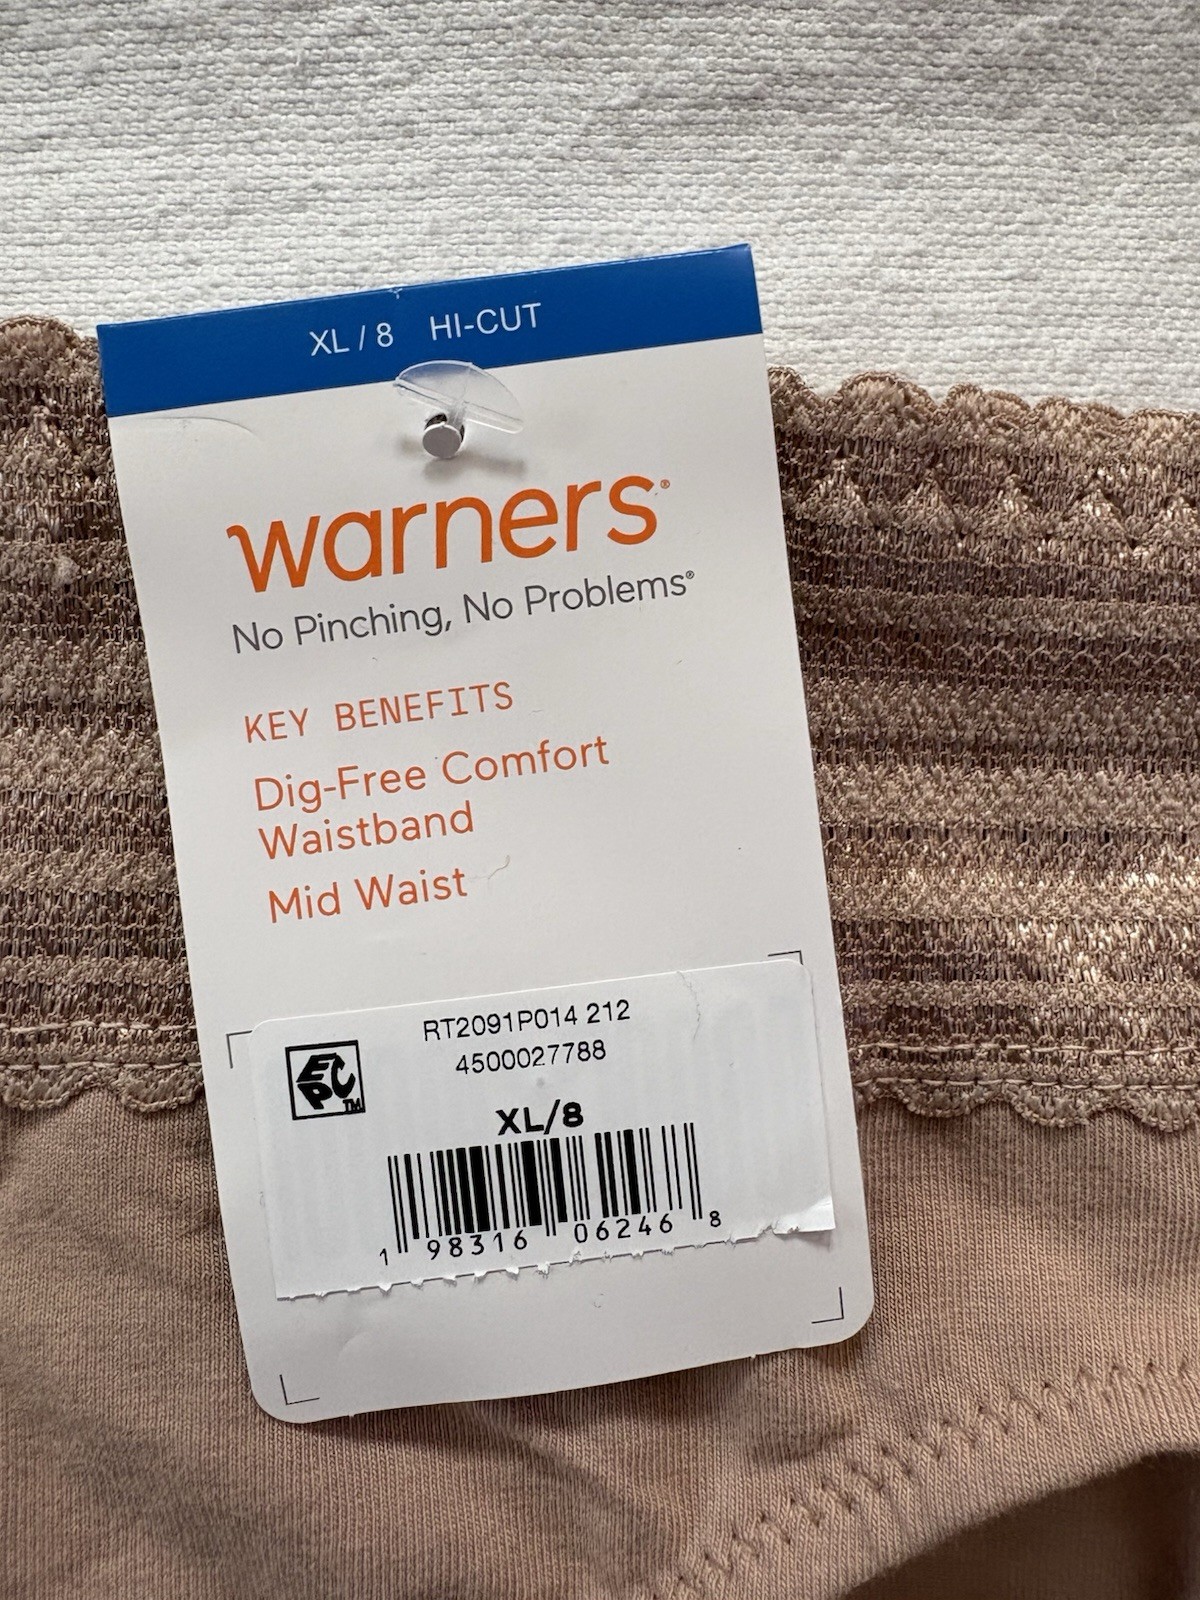 XL / 8 HI-CUT
warners®
No Pinching, No Problems®
KEY BENEFITS
Dig-Free Comfort
Waistband
Mid Waist
RT2091P014 212
4500027788
EPC™
XL/8
1 98316 06246 8